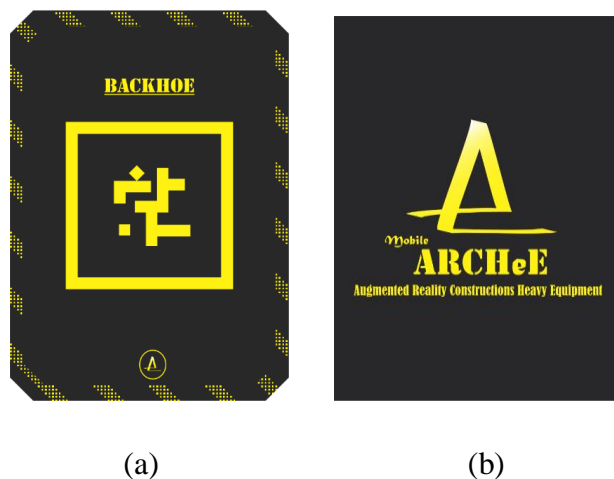 BACKHOE
Mobile
ARCHeE
Augmented Reality Constructions Heavy Equipment
(a)
(b)